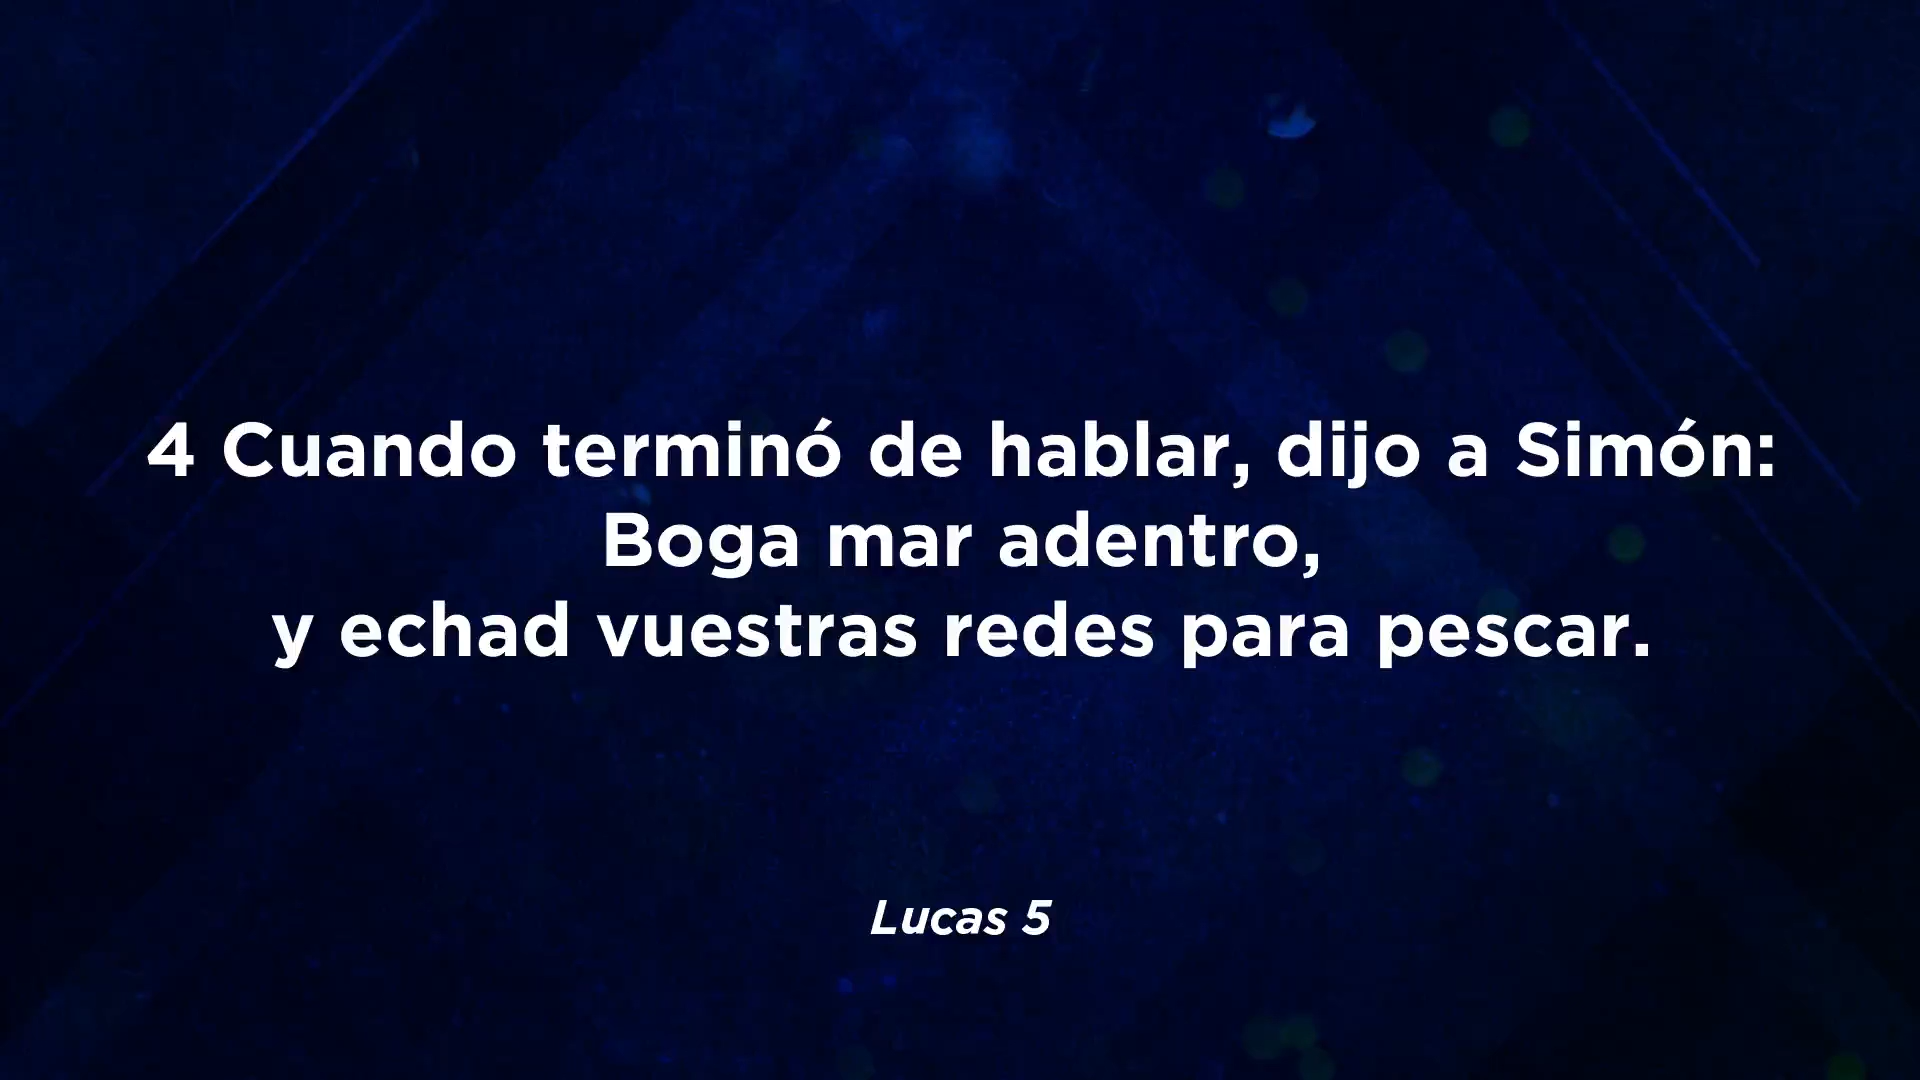 4 Cuando terminó de hablar, dijo a Simón:
Boga mar adentro,
y echad vuestras redes para pescar.
Lucas 5